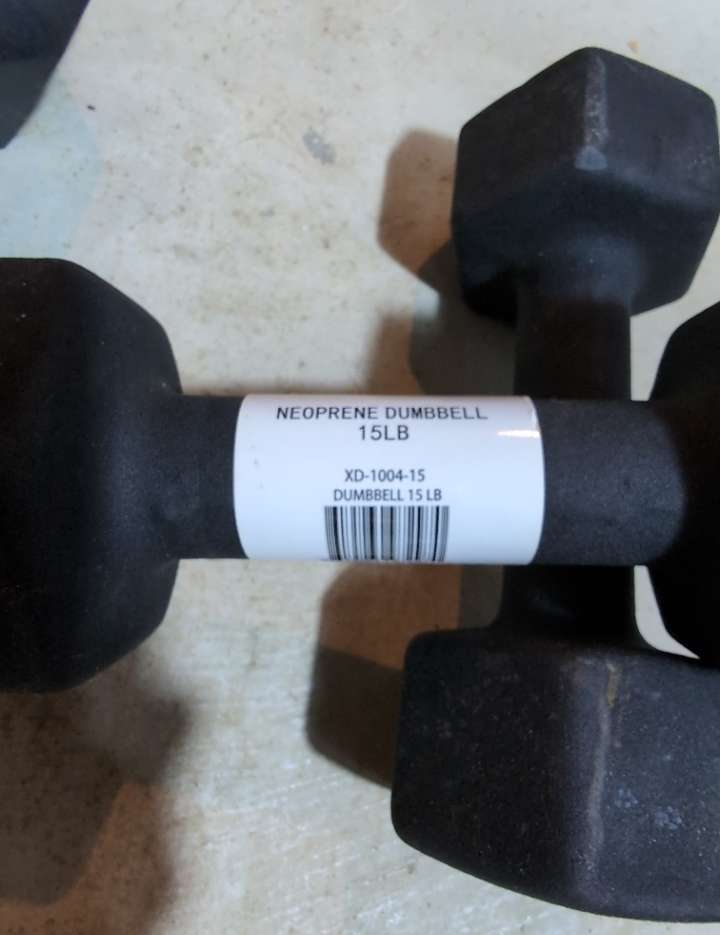 NEOPRENE DUMBBELL
15LB
XD-1004-15
DUMBBELL 15 LB